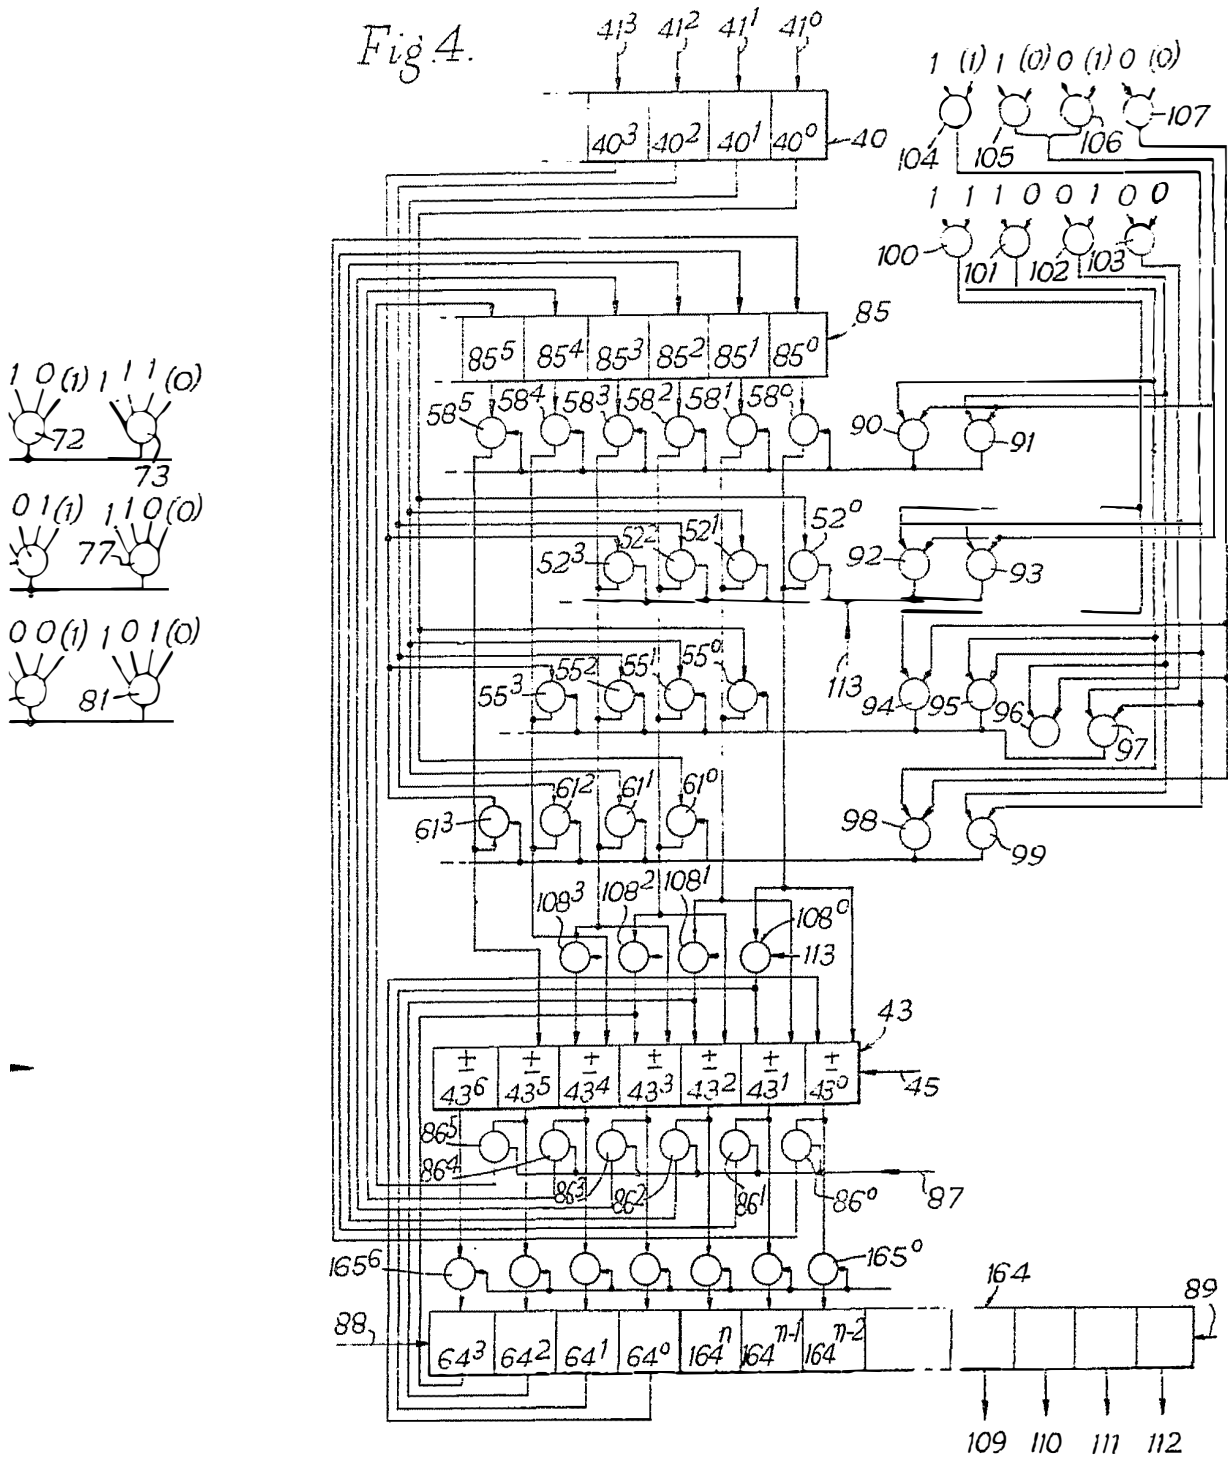 Fig. 4.
41³ 41² 41¹ 41⁰
1 (1) 1 (0) 0 (1) 0 (0)
40³ 40² 40¹ 40⁰ 40
104 105 106 107
1 1 1 0 0 1 0 0
100 101 102 103
85⁵ 85⁴ 85³ 85² 85¹ 85⁰ 85
1 0 (1) 1 1 1 (0)
72 73
58⁵ 58⁴ 58³ 58² 58¹ 58⁰ 90 91
0 1 (1) 1 1 0 (0)
77
52³ 52² 52¹ 52⁰ 92 93
0 0 (1) 1 0 1 (0)
81
55³ 55² 55¹ 55⁰ 113 94 95 96 97
61³ 61² 61¹ 61⁰ 98 99
108³ 108² 108¹ 108⁰ 113
43
± ± ± ± ± ± ±
43⁶ 43⁵ 43⁴ 43³ 43² 43¹ 43⁰ 45
86⁵ 86⁴ 86³ 86² 86¹ 86⁰ 87
165⁶ 165⁰
164 89
88 64³ 64² 64¹ 64⁰ 164ⁿ 164ⁿ⁻¹ 164ⁿ⁻²
109 110 111 112